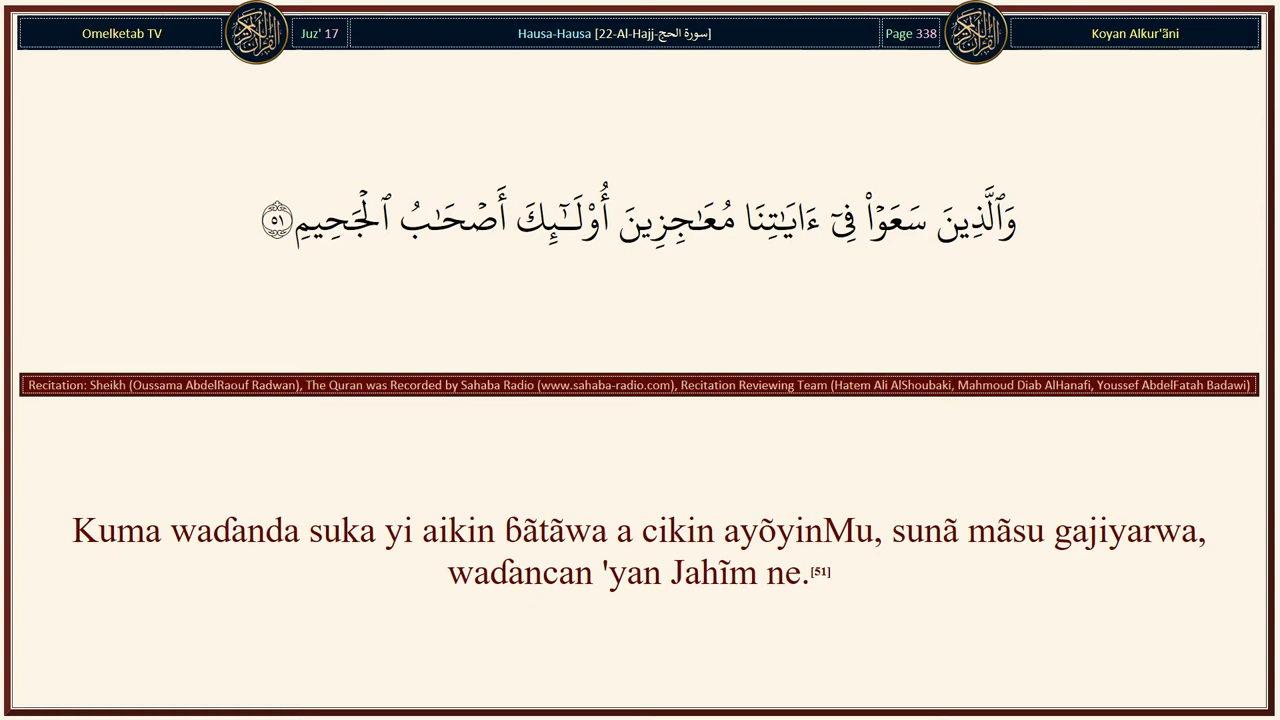 Omelketab TV
Juz' 17
Hausa-Hausa [22-Al-Hajj-سورة الحج]
Page 338
Koyan Alkur'ãni
وَٱلَّذِينَ سَعَوۡاْ فِيٓ ءَايَٰتِنَا مُعَٰجِزِينَ أُوْلَٰٓئِكَ أَصۡحَٰبُ ٱلۡجَحِيمِ ٥١
Recitation: Sheikh (Oussama AbdelRaouf Radwan), The Quran was Recorded by Sahaba Radio (www.sahaba-radio.com), Recitation Reviewing Team (Hatem Ali AlShoubaki, Mahmoud Diab AlHanafi, Youssef AbdelFatah Badawi)
Kuma waɗanda suka yi aikin ɓãtãwa a cikin ayõyinMu, sunã mãsu gajiyarwa,
waɗancan 'yan Jahĩm ne.[51]